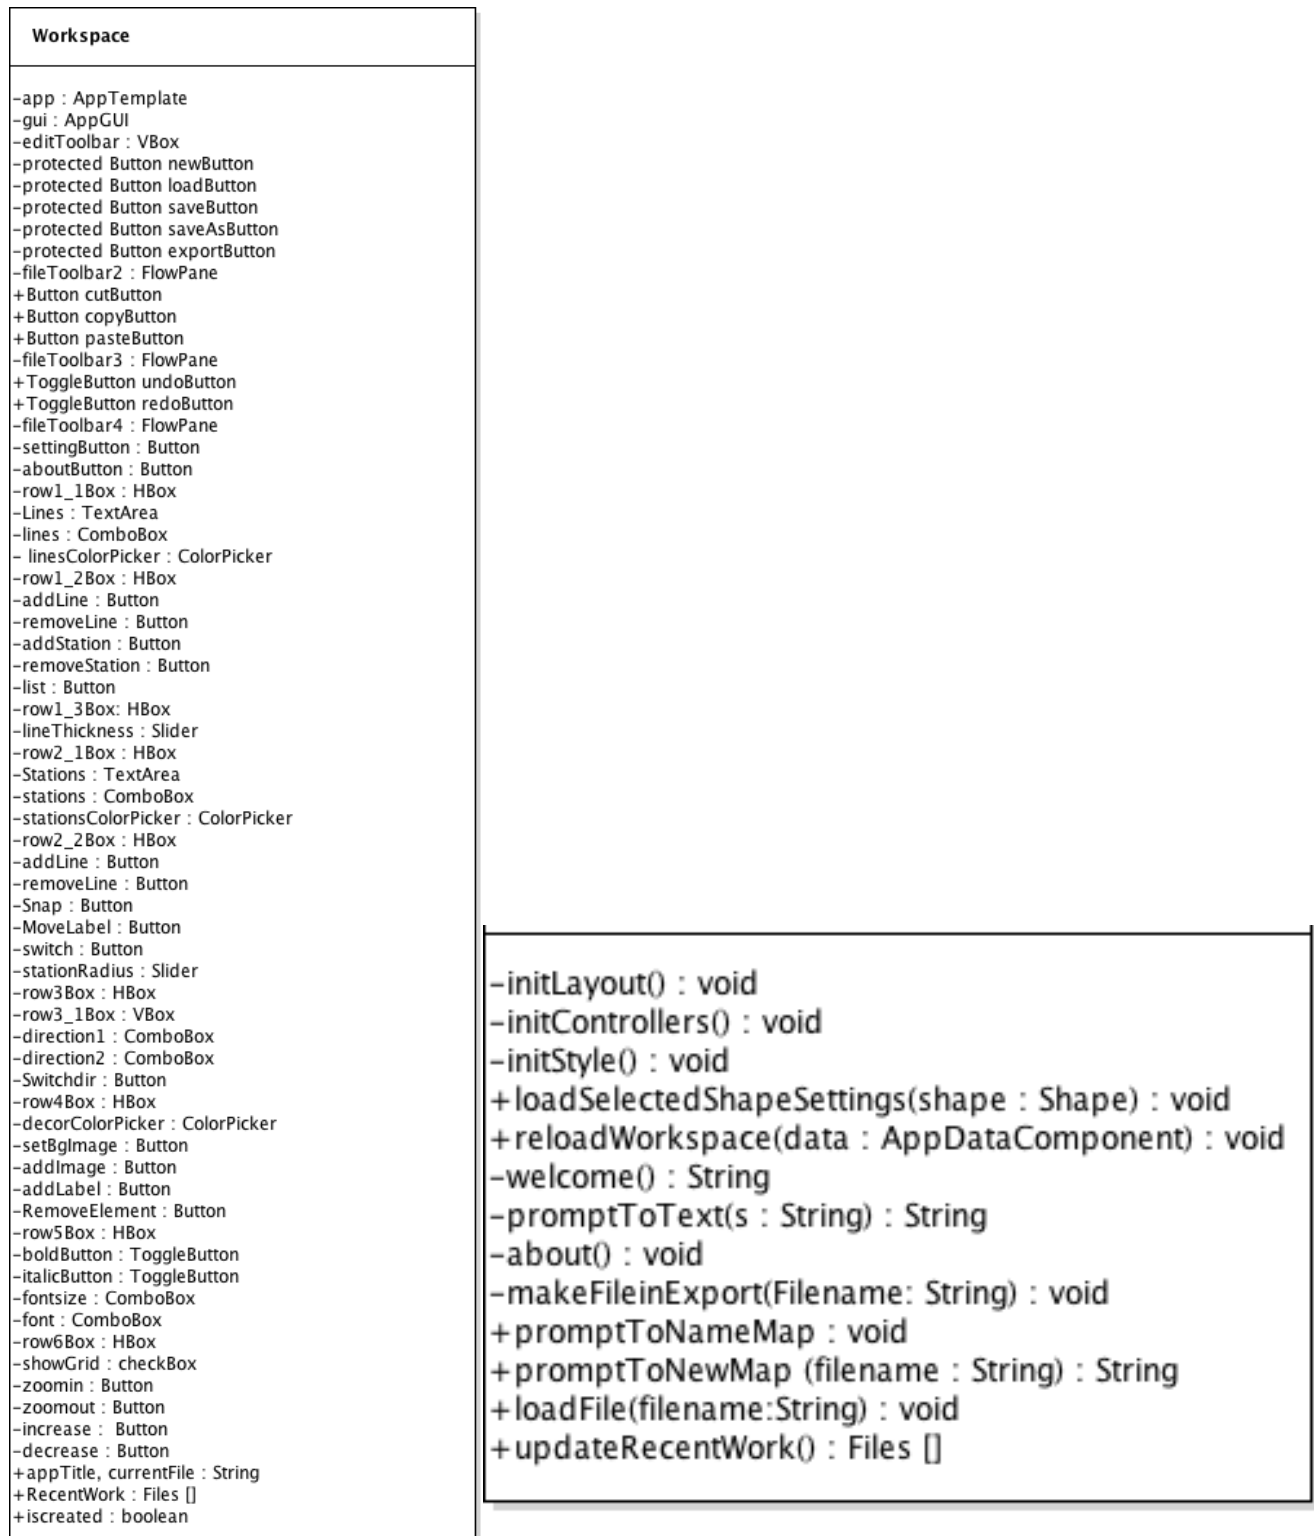 Workspace
-app : AppTemplate
-gui : AppGUI
-editToolbar : VBox
-protected Button newButton
-protected Button loadButton
-protected Button saveButton
-protected Button saveAsButton
-protected Button exportButton
-fileToolbar2 : FlowPane
+Button cutButton
+Button copyButton
+Button pasteButton
-fileToolbar3 : FlowPane
+ToggleButton undoButton
+ToggleButton redoButton
-fileToolbar4 : FlowPane
-settingButton : Button
-aboutButton : Button
-row1_1Box : HBox
-Lines : TextArea
-lines : ComboBox
- linesColorPicker : ColorPicker
-row1_2Box : HBox
-addLine : Button
-removeLine : Button
-addStation : Button
-removeStation : Button
-list : Button
-row1_3Box: HBox
-lineThickness : Slider
-row2_1Box : HBox
-Stations : TextArea
-stations : ComboBox
-stationsColorPicker : ColorPicker
-row2_2Box : HBox
-addLine : Button
-removeLine : Button
-Snap : Button
-MoveLabel : Button
-switch : Button
-stationRadius : Slider
-row3Box : HBox
-row3_1Box : VBox
-direction1 : ComboBox
-direction2 : ComboBox
-Switchdir : Button
-row4Box : HBox
-decorColorPicker : ColorPicker
-setBgImage : Button
-addImage : Button
-addLabel : Button
-RemoveElement : Button
-row5Box : HBox
-boldButton : ToggleButton
-italicButton : ToggleButton
-fontsize : ComboBox
-font : ComboBox
-row6Box : HBox
-showGrid : checkBox
-zoomin : Button
-zoomout : Button
-increase :  Button
-decrease : Button
+appTitle, currentFile : String
+RecentWork : Files []
+iscreated : boolean
-initLayout() : void
-initControllers() : void
-initStyle() : void
+loadSelectedShapeSettings(shape : Shape) : void
+reloadWorkspace(data : AppDataComponent) : void
-welcome() : String
-promptToText(s : String) : String
-about() : void
-makeFileinExport(Filename: String) : void
+promptToNameMap : void
+promptToNewMap (filename : String) : String
+loadFile(filename:String) : void
+updateRecentWork() : Files []